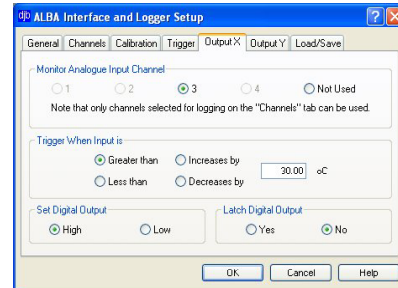 djb ALBA Interface and Logger Setup
General Channels Calibration Trigger Output X Output Y Load/Save
Monitor Analogue Input Channel
1 2 3 4 Not Used
Note that only channels selected for logging on the "Channels" tab can be used.
Trigger When Input is
Greater than Increases by
30.00 oC
Less than Decreases by
Set Digital Output Latch Digital Output
High Low Yes No
OK Cancel Help